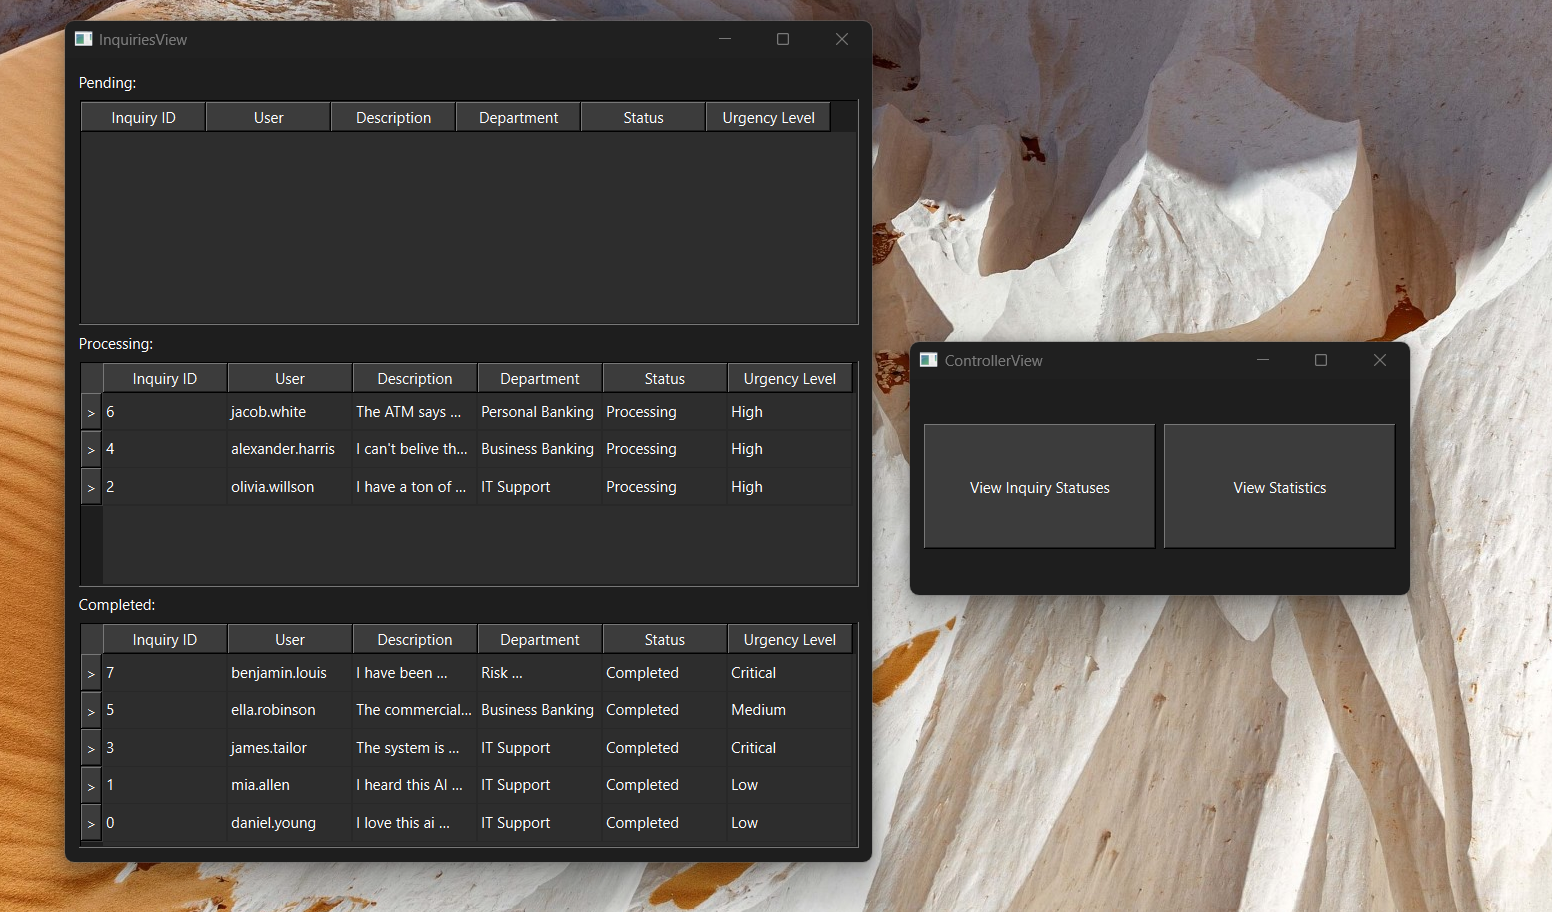 InquiriesView
Pending:
Inquiry ID User Description Department Status Urgency Level
Processing:
Inquiry ID User Description Department Status Urgency Level
> 6 jacob.white The ATM says ... Personal Banking Processing High
> 4 alexander.harris I can't belive th... Business Banking Processing High
> 2 olivia.willson I have a ton of ... IT Support Processing High
Completed:
Inquiry ID User Description Department Status Urgency Level
> 7 benjamin.louis I have been ... Risk ... Completed Critical
> 5 ella.robinson The commercial... Business Banking Completed Medium
> 3 james.tailor The system is ... IT Support Completed Critical
> 1 mia.allen I heard this AI ... IT Support Completed Low
> 0 daniel.young I love this ai ... IT Support Completed Low
ControllerView
View Inquiry Statuses View Statistics